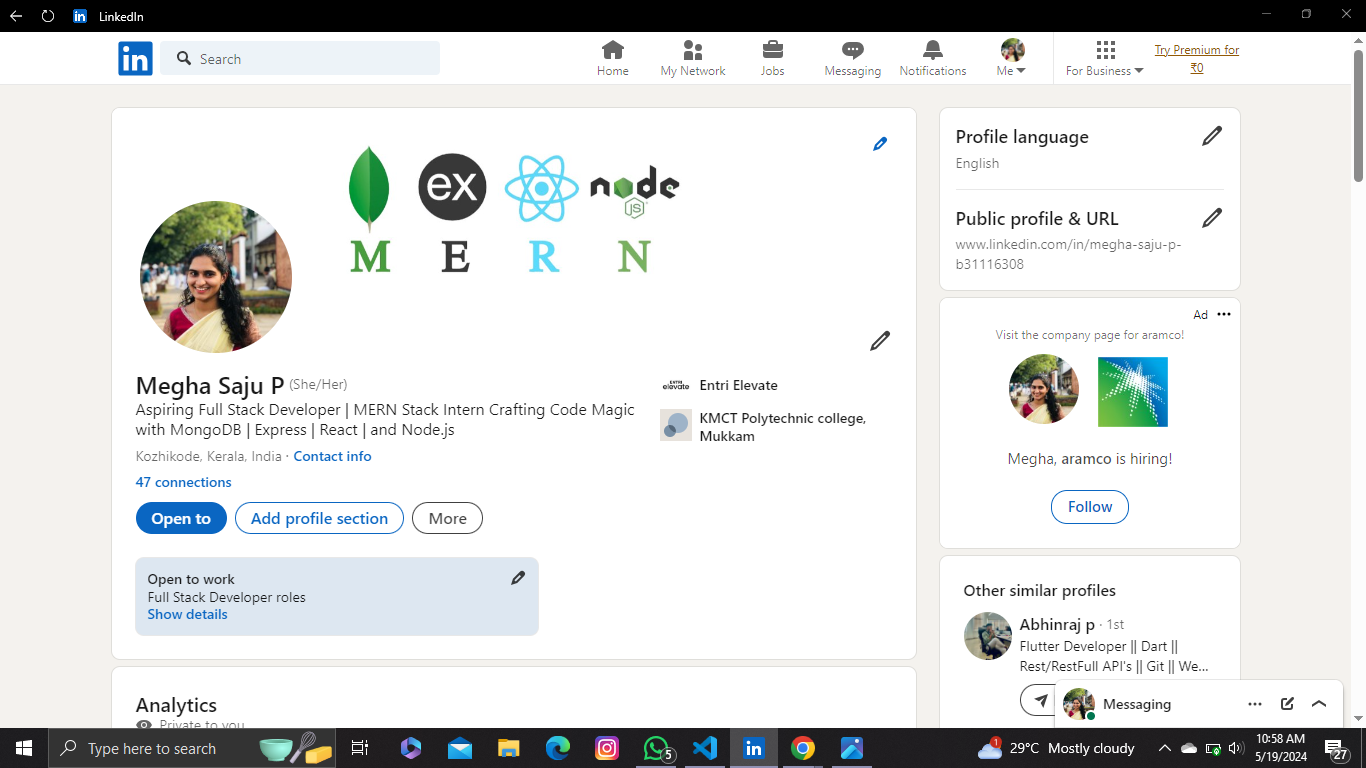 LinkedIn
in
Search
Home
My Network
Jobs
Messaging
Notifications
Me
For Business
Try Premium for
₹0
ex
node
JS
M E R N
Megha Saju P (She/Her)
Aspiring Full Stack Developer | MERN Stack Intern Crafting Code Magic
with MongoDB | Express | React | and Node.js
Kozhikode, Kerala, India · Contact info
47 connections
Open to
Add profile section
More
ENTRI
elevate
Entri Elevate
KMCT Polytechnic college,
Mukkam
Open to work
Full Stack Developer roles
Show details
Analytics
Private to you
Profile language
English
Public profile & URL
www.linkedin.com/in/megha-saju-p-
b31116308
Ad
Visit the company page for aramco!
Megha, aramco is hiring!
Follow
Other similar profiles
Abhinraj p · 1st
Flutter Developer || Dart ||
Rest/RestFull API's || Git || We...
Messaging
Type here to search
5
in
1
29°C Mostly cloudy
10:58 AM
5/19/2024
27